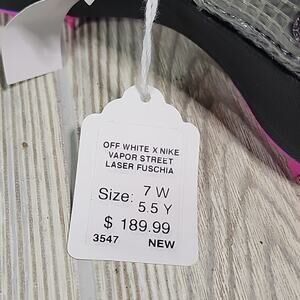 OFF WHITE X NIKE
VAPOR STREET
LASER FUSCHIA
Size: 7 W
5.5 Y
$ 189.99
3547 NEW